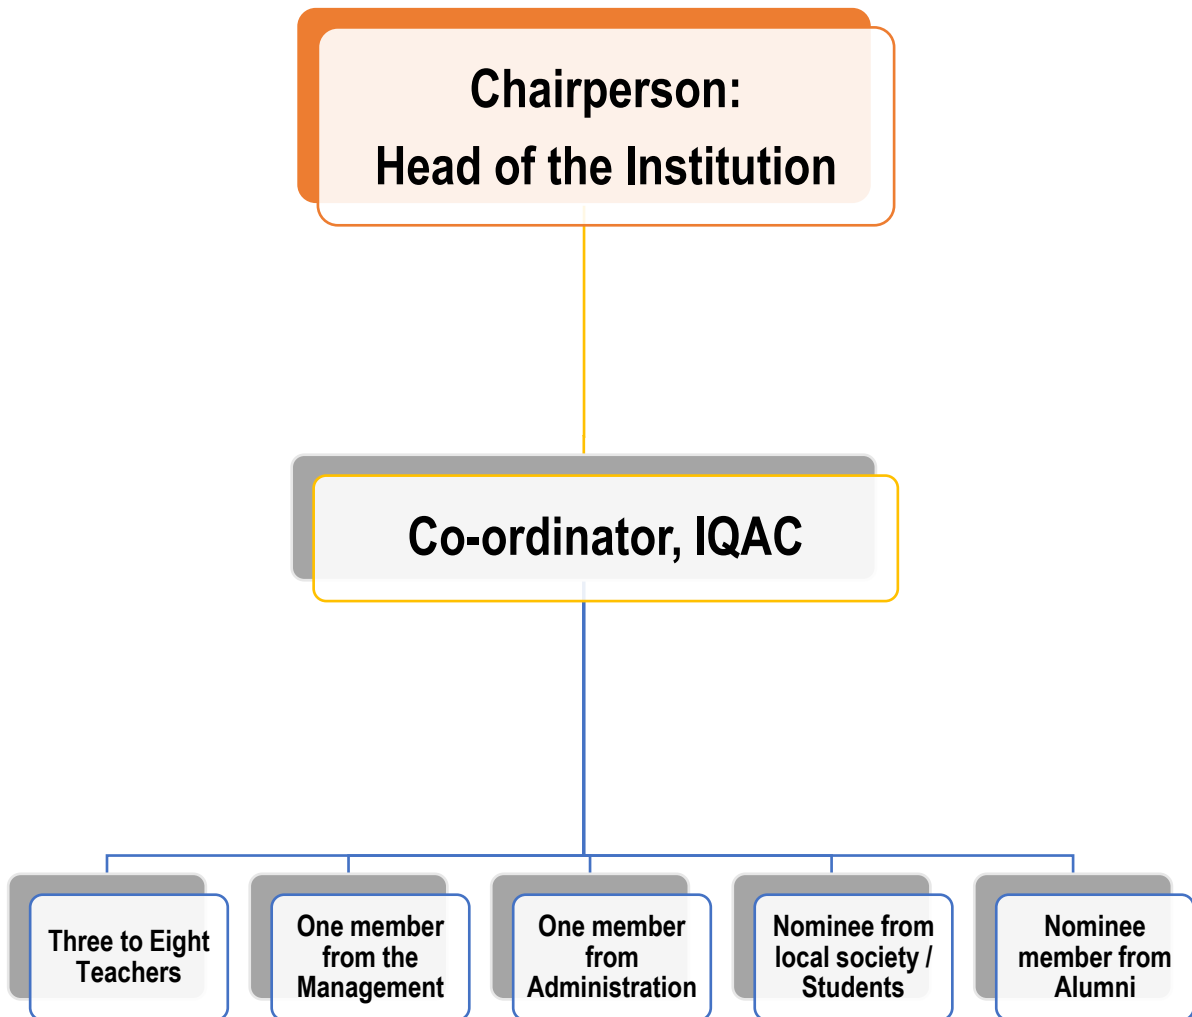 Chairperson:
Head of the Institution
Co-ordinator, IQAC
Three to Eight
Teachers
One member
from the
Management
One member
from
Administration
Nominee from
local society /
Students
Nominee
member from
Alumni